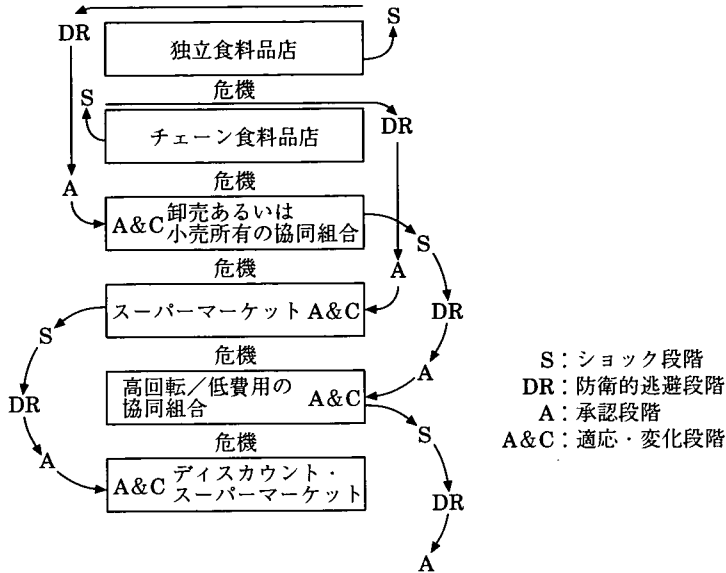 S
DR
独立食料品店
危機
S
DR
チェーン食料品店
危機
A
A&C 卸売あるいは
小売所有の協同組合
S
危機
A
スーパーマーケット A&C
DR
S
危機
A
高回転／低費用の
協同組合 A&C
DR
S
危機
A
A&C ディスカウント・
スーパーマーケット
DR
A
S：ショック段階
DR：防衛的逃避段階
A：承認段階
A&C：適応・変化段階